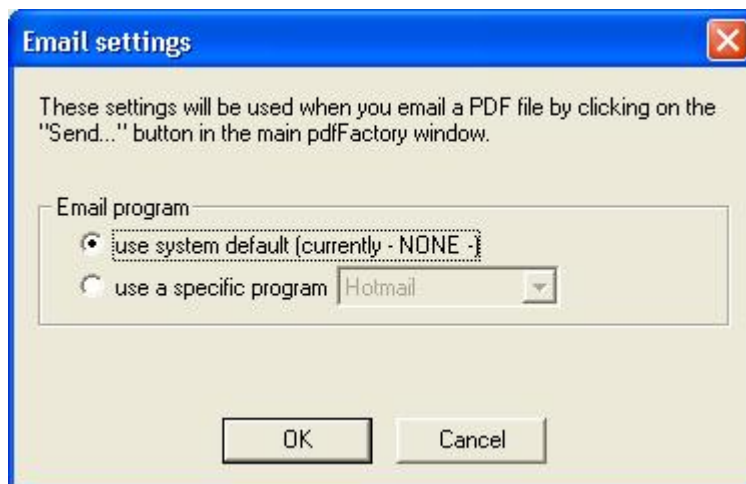 Email settings
These settings will be used when you email a PDF file by clicking on the
"Send..." button in the main pdfFactory window.
Email program
use system default (currently - NONE -)
use a specific program Hotmail
OK Cancel